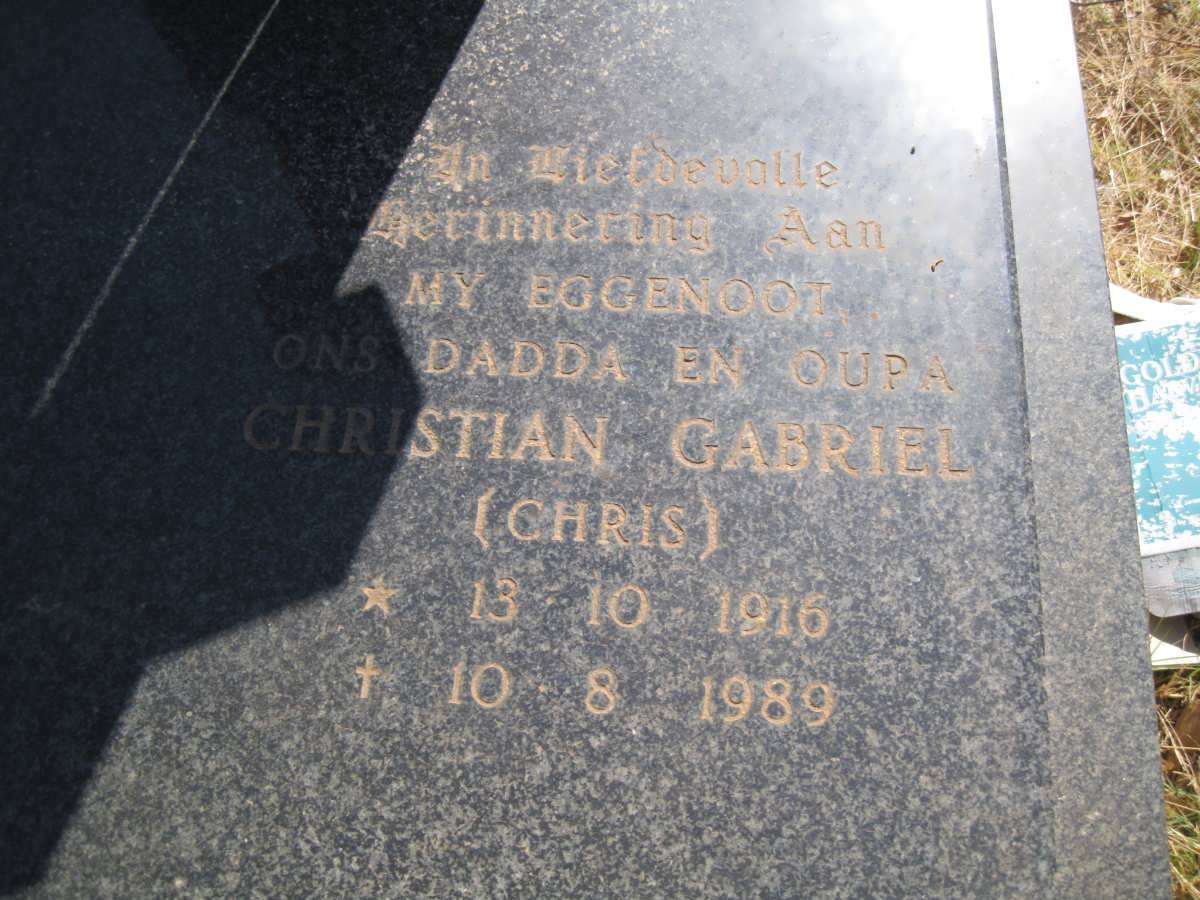 In Liefdevolle
Herinnering Aan
MY EGGENOOT,
ONS DADDA EN OUPA
CHRISTIAN GABRIEL
(CHRIS)
★ 13 · 10 · 1916
† 10 · 8 · 1989
GOLD